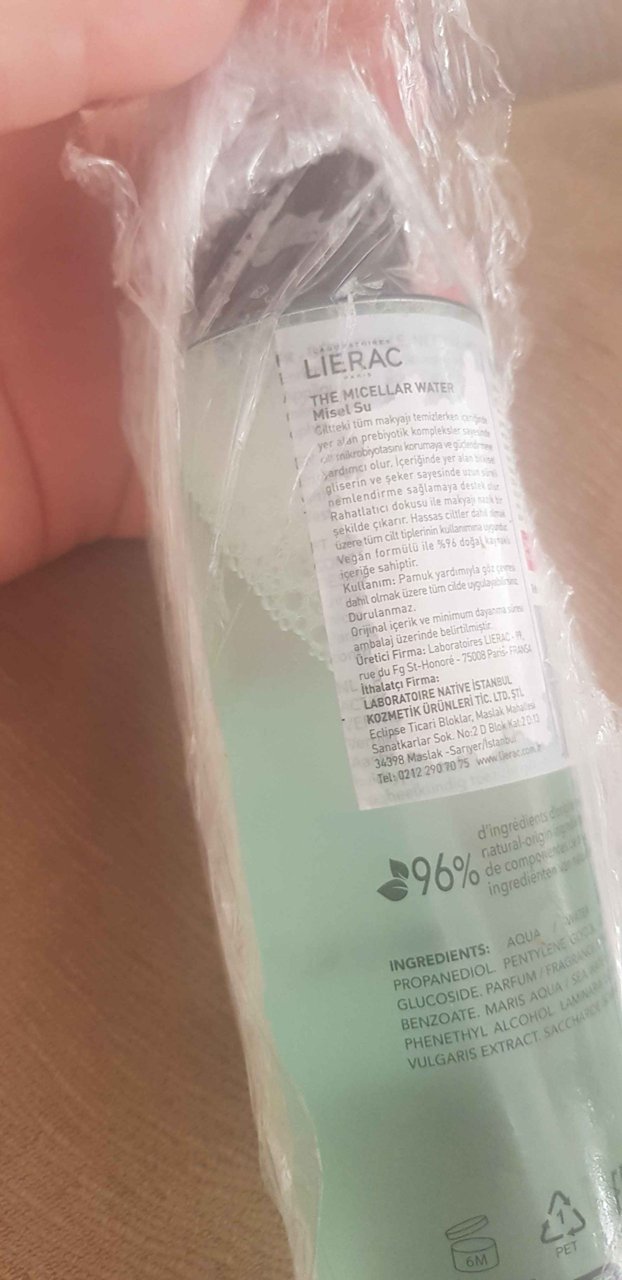 LABORATOIRES
LIERAC
PARIS
THE MICELLAR WATER
Misel Su
Ciltteki tüm makyajı temizlerken içeriğinde
yer alan prebiyotik kompleksler sayesinde
cilt mikrobiyotasını korumaya ve güçlendirmeye
yardımcı olur. İçeriğinde yer alan bitkisel
gliserin ve şeker sayesinde uzun süreli
nemlendirme sağlamaya destek olur.
Rahatlatıcı dokusu ile makyajı nazik bir
şekilde çıkarır. Hassas ciltler dahil olmak
üzere tüm cilt tiplerinin kullanımına uygundur.
Vegan formülü ile %96 doğal kaynaklı
içeriğe sahiptir.
Kullanım: Pamuk yardımıyla göz çevresi
dahil olmak üzere tüm cilde uygulayabilirsiniz.
Durulanmaz.
Orijinal içerik ve minimum dayanma süresi
ambalaj üzerinde belirtilmiştir.
Üretici Firma: Laboratoires LIERAC - 99,
rue du Fg St-Honoré - 75008 Paris- FRANSA
İthalatçı Firma:
LABORATOIRE NATIVE İSTANBUL
KOZMETİK ÜRÜNLERİ TİC. LTD. ŞTİ.
Eclipse Ticari Bloklar, Maslak Mahallesi
Sanatkarlar Sok. No:2 D Blok Kat:2 D:13
34398 Maslak -Sarıyer/İstanbul
Tel: 0212 290 70 75 www.lierac.com.tr
96%
d'ingrédients
natural-origin
de componentes
ingrediënten
INGREDIENTS: AQUA / WATER
PROPANEDIOL. PENTYLENE GLYCOL
GLUCOSIDE. PARFUM / FRAGRANCE
BENZOATE. MARIS AQUA / SEA
PHENETHYL ALCOHOL. LAMINARIA
VULGARIS EXTRACT.
6M
1
PET